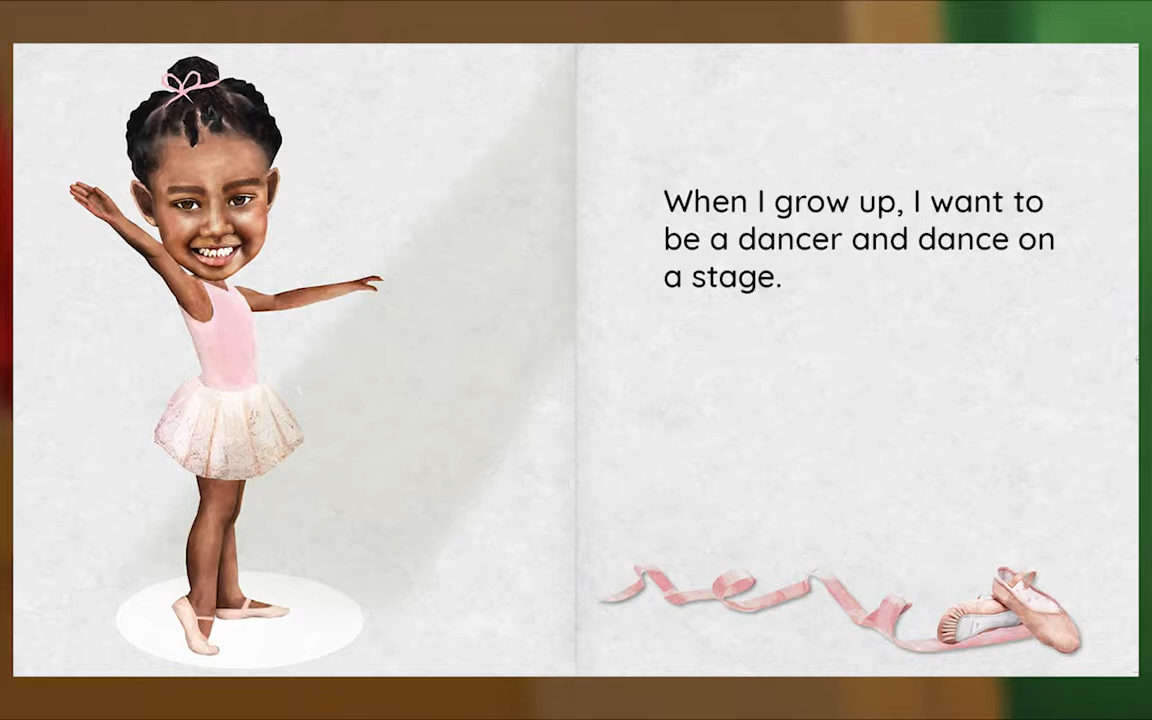 When I grow up, I want to
be a dancer and dance on
a stage.